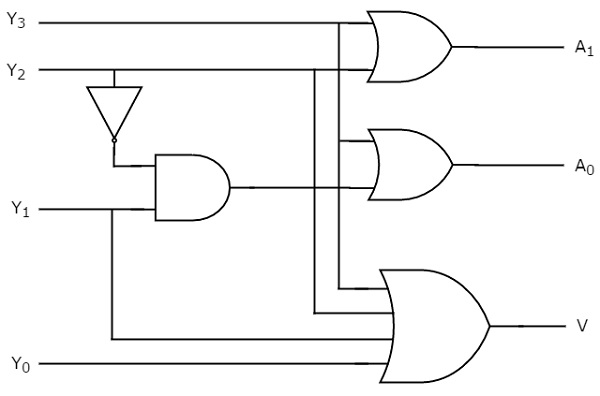 Y₃
A₁
Y₂
A₀
Y₁
V
Y₀